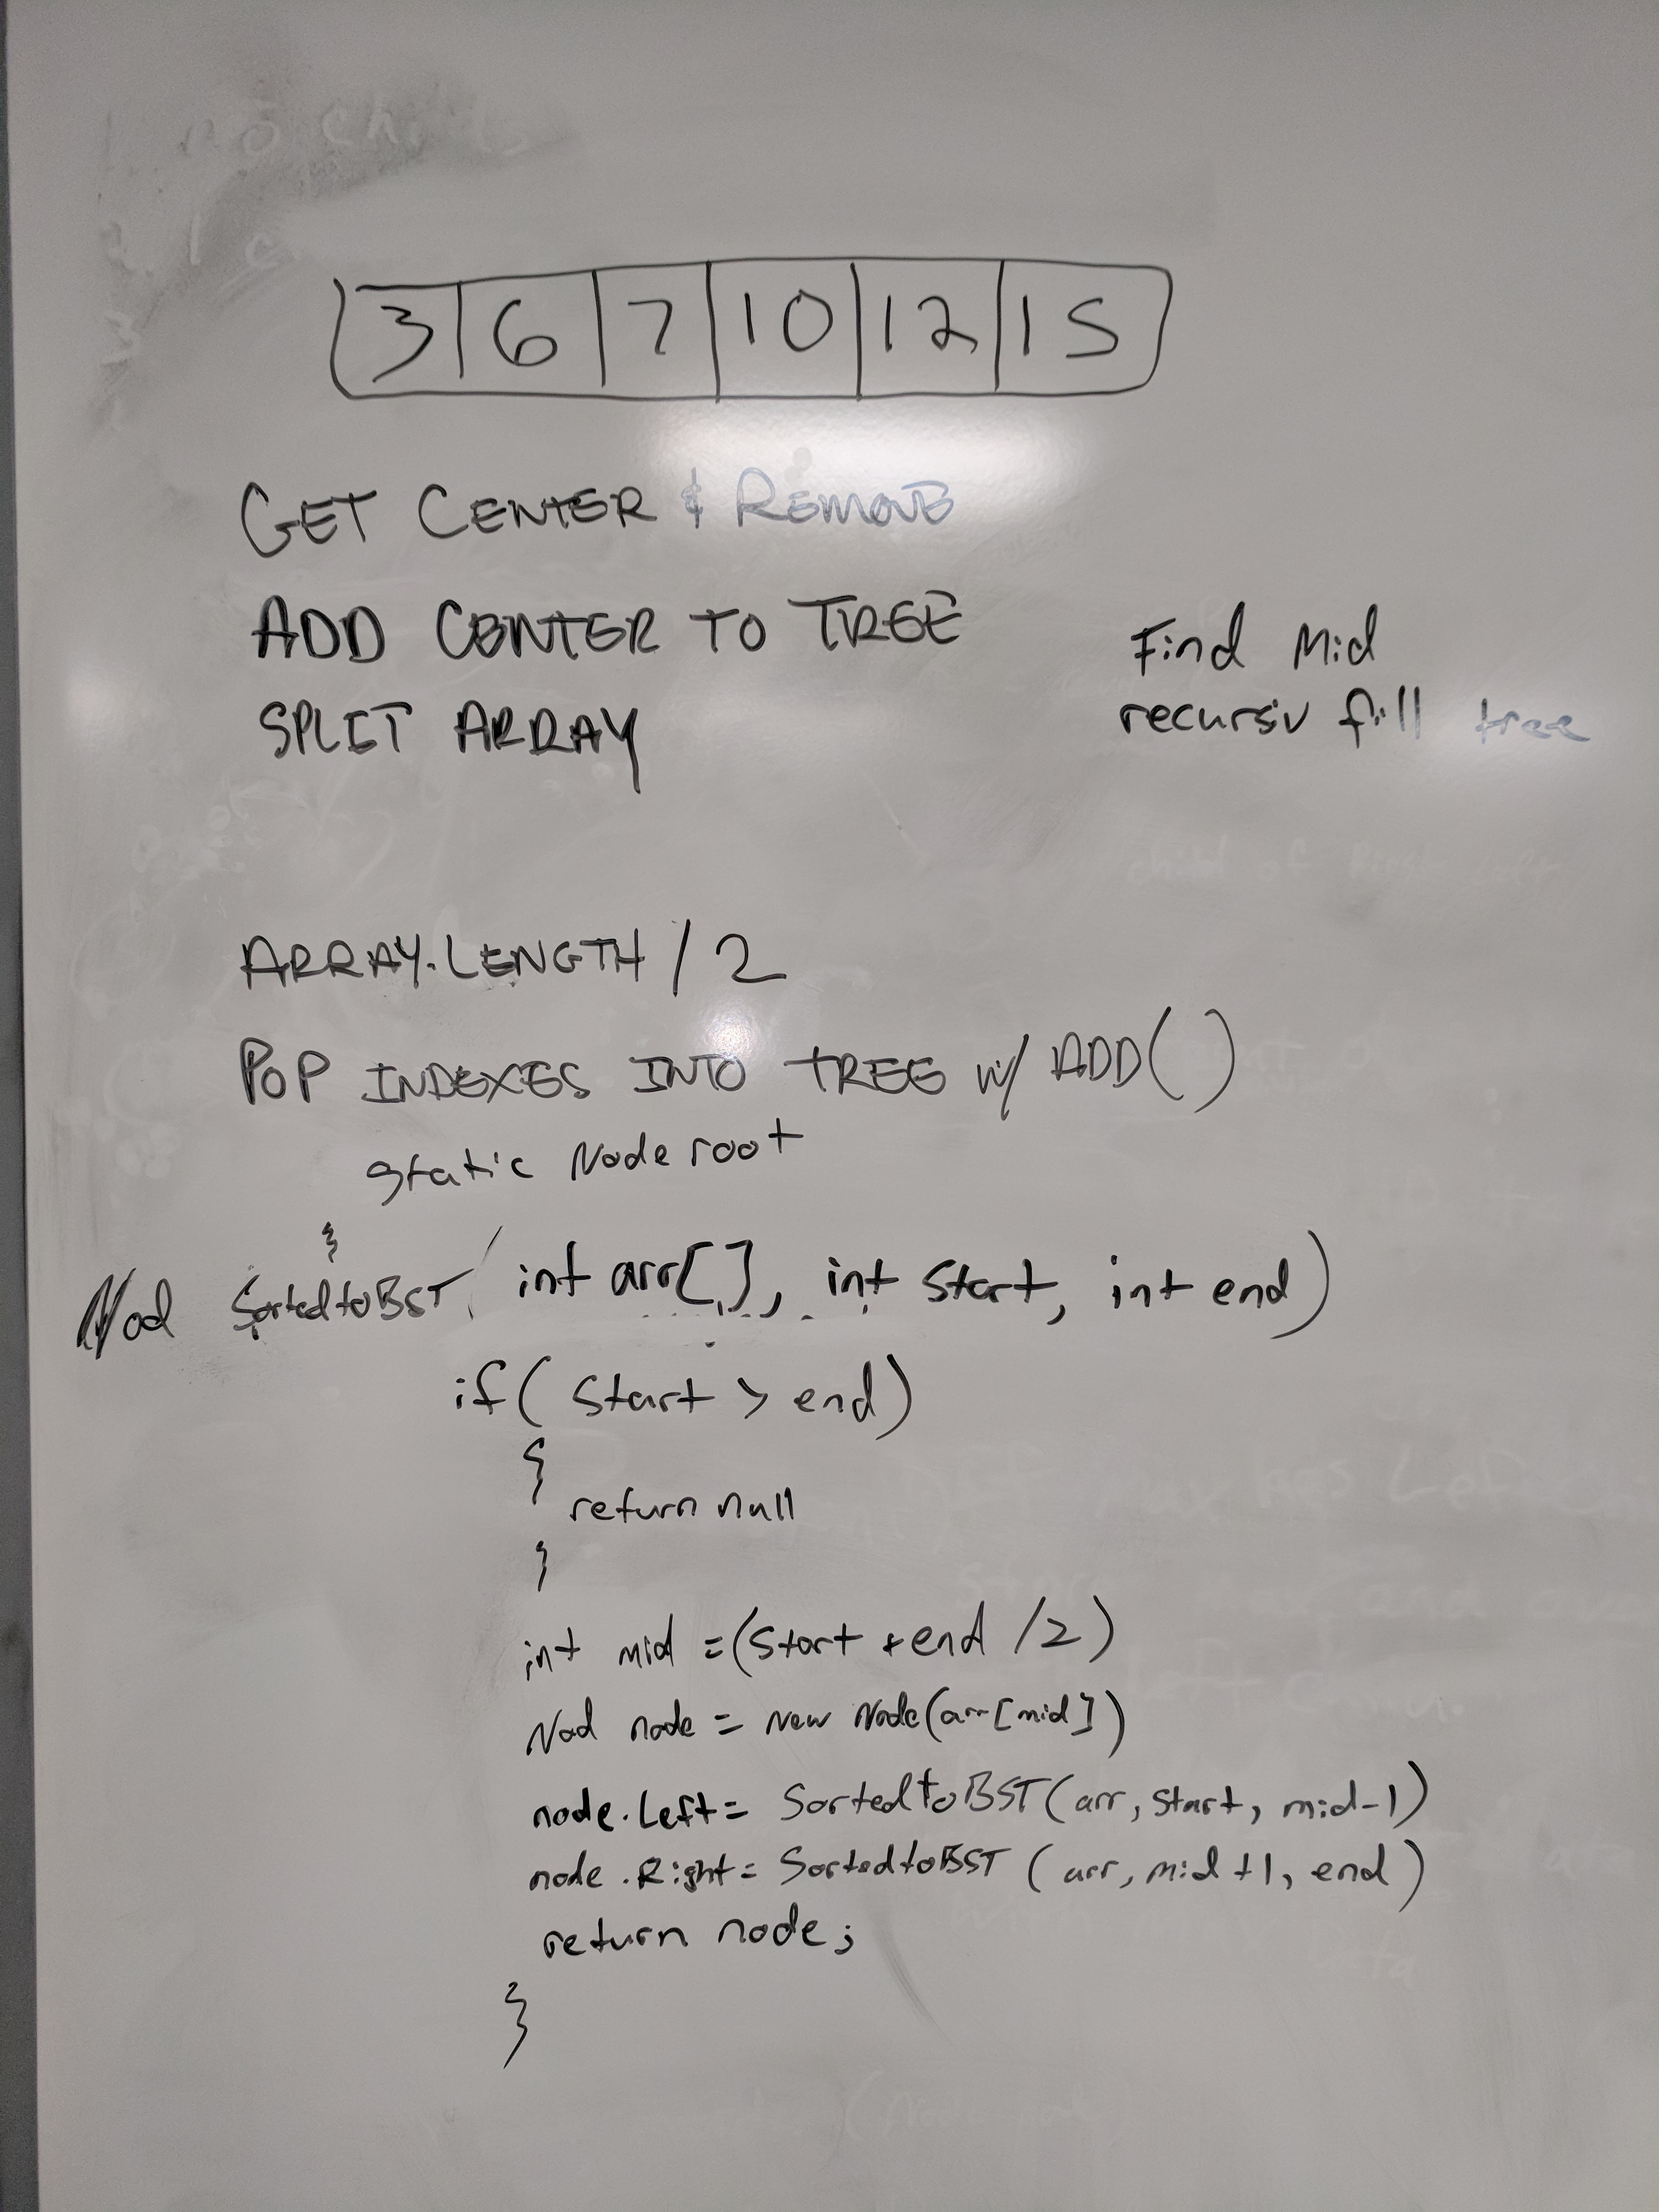 3 6 7 10 12 15
GET CENTER & REMOVE
ADD CENTER TO TREE
SPLIT ARRAY
Find Mid
recursiv fill tree
ARRAY.LENGTH / 2
POP INDEXES INTO TREE W/ ADD()
static Node root
}
Nod SortedtoBST( int arr[], int start, int end)
if( start > end)
{
return null
}
int mid =(start + end /2)
Nod node = new Node(arr[mid])
node.Left= SortedtoBST(arr, start, mid-1)
node.Right= SortedtoBST (arr, mid+1, end)
return node;
}